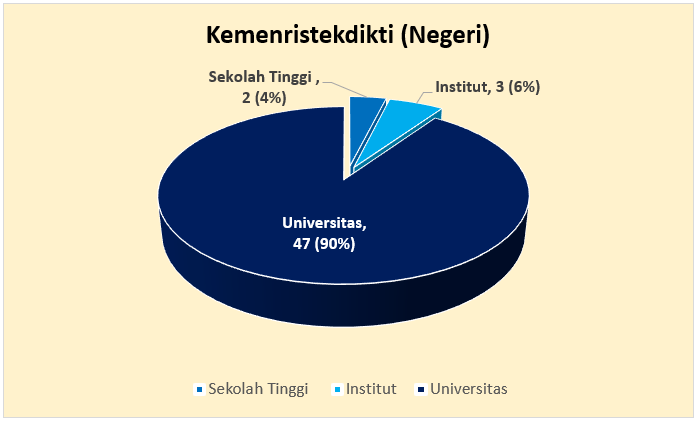 Kemenristekdikti (Negeri)
Sekolah Tinggi ,
2 (4%)
Institut, 3 (6%)
Universitas,
47 (90%)
Sekolah Tinggi
Institut
Universitas